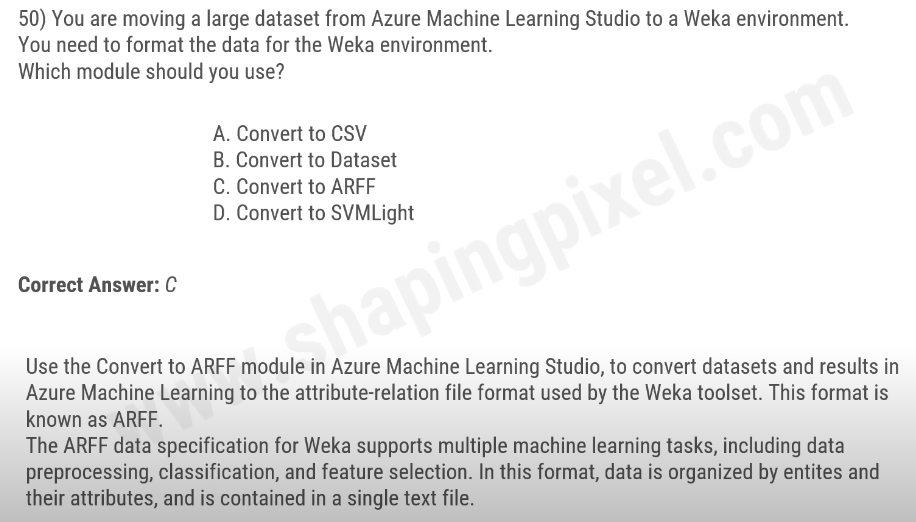 50) You are moving a large dataset from Azure Machine Learning Studio to a Weka environment.
You need to format the data for the Weka environment.
Which module should you use?
A. Convert to CSV
B. Convert to Dataset
C. Convert to ARFF
D. Convert to SVMLight
Correct Answer: C
Use the Convert to ARFF module in Azure Machine Learning Studio, to convert datasets and results in
Azure Machine Learning to the attribute-relation file format used by the Weka toolset. This format is
known as ARFF.
The ARFF data specification for Weka supports multiple machine learning tasks, including data
preprocessing, classification, and feature selection. In this format, data is organized by entites and
their attributes, and is contained in a single text file.
www.shapingpixel.com